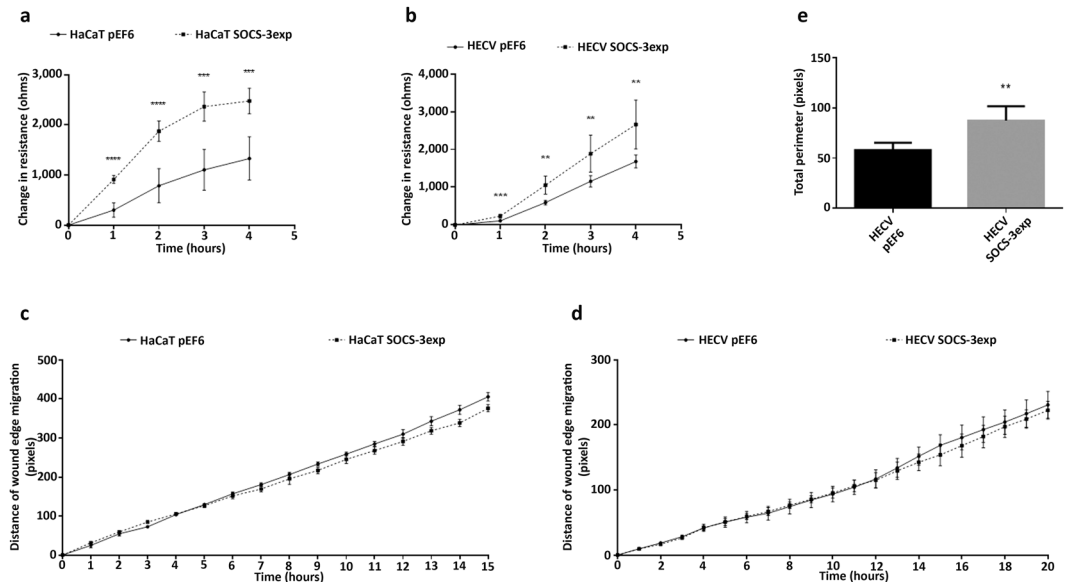 a
HaCaT pEF6 HaCaT SOCS-3exp
Change in resistance (ohms)
3,000
2,000
1,000
0
**** **** *** ***
0 1 2 3 4 5
Time (hours)
b
HECV pEF6 HECV SOCS-3exp
Change in resistance (ohms)
4,000
3,000
2,000
1,000
0
*** ** ** **
0 1 2 3 4 5
Time (hours)
e
Total perimeter (pixels)
150
100
50
0
**
HECV
pEF6
HECV
SOCS-3exp
c
HaCaT pEF6 HaCaT SOCS-3exp
Distance of wound edge migration
(pixels)
500
400
300
200
100
0
0 1 2 3 4 5 6 7 8 9 10 11 12 13 14 15
Time (hours)
d
HECV pEF6 HECV SOCS-3exp
Distance of wound edge migration
(pixels)
300
200
100
0
0 2 4 6 8 10 12 14 16 18 20
Time (hours)